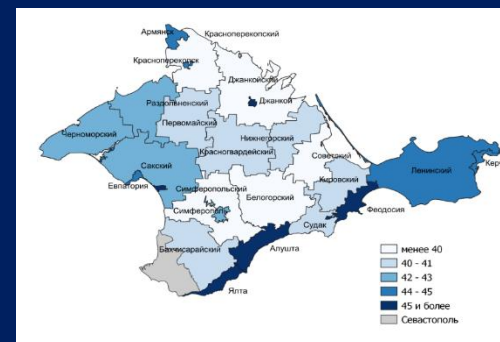 Армянск
Красноперекопский
Красноперекопск
Джанкойский
Джанкой
Раздольненский
Первомайский
Черноморский
Нижнегорский
Красногвардейский
Сакский
Советский
Ленинский
Кировский
Евпатория
Симферопольский
Белогорский
Симферополь
Феодосия
Судак
Бахчисарайский
Алушта
Ялта
менее 40
40 - 41
42 - 43
44 - 45
45 и более
Севастополь